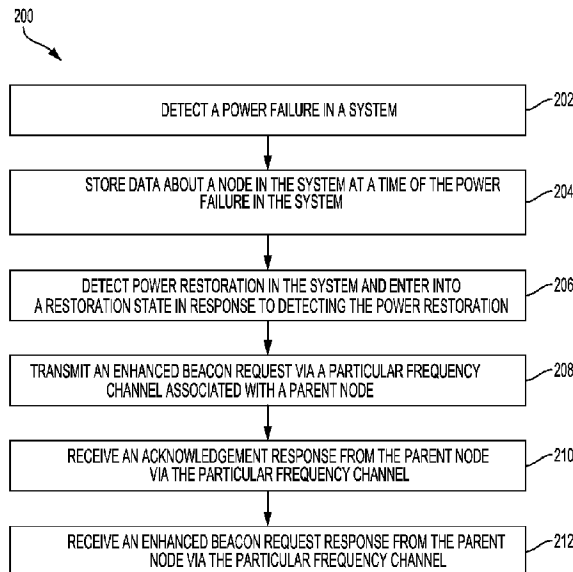 200
DETECT A POWER FAILURE IN A SYSTEM
202
STORE DATA ABOUT A NODE IN THE SYSTEM AT A TIME OF THE POWER
FAILURE IN THE SYSTEM
204
DETECT POWER RESTORATION IN THE SYSTEM AND ENTER INTO
A RESTORATION STATE IN RESPONSE TO DETECTING THE POWER RESTORATION
206
TRANSMIT AN ENHANCED BEACON REQUEST VIA A PARTICULAR FREQUENCY
CHANNEL ASSOCIATED WITH A PARENT NODE
208
RECEIVE AN ACKNOWLEDGEMENT RESPONSE FROM THE PARENT NODE
VIA THE PARTICULAR FREQUENCY CHANNEL
210
RECEIVE AN ENHANCED BEACON REQUEST RESPONSE FROM THE PARENT
NODE VIA THE PARTICULAR FREQUENCY CHANNEL
212